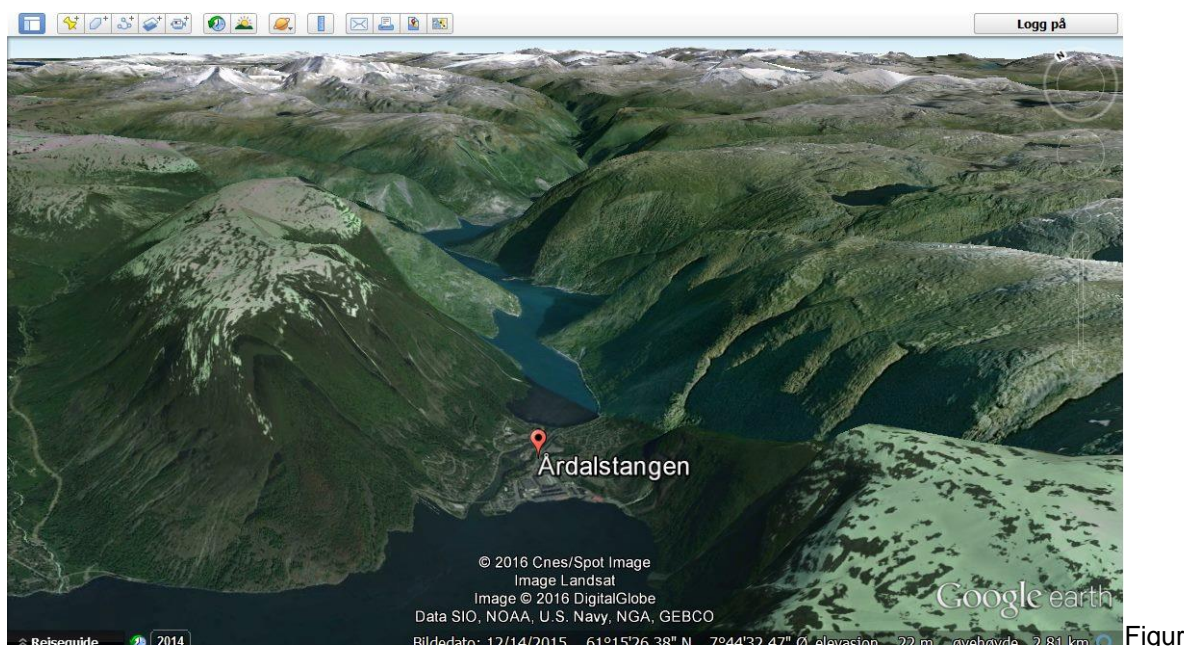 Logg på
N
Årdalstangen
© 2016 Cnes/Spot Image
Image Landsat
Image © 2016 DigitalGlobe
Data SIO, NOAA, U.S. Navy, NGA, GEBCO
Google earth
Reiseguide 2014 Bildedato: 12/14/2015 61°15'26.38" N 7°44'32.47" Ø elevasjon 22 m øyehøyde 2.81 km
Figur